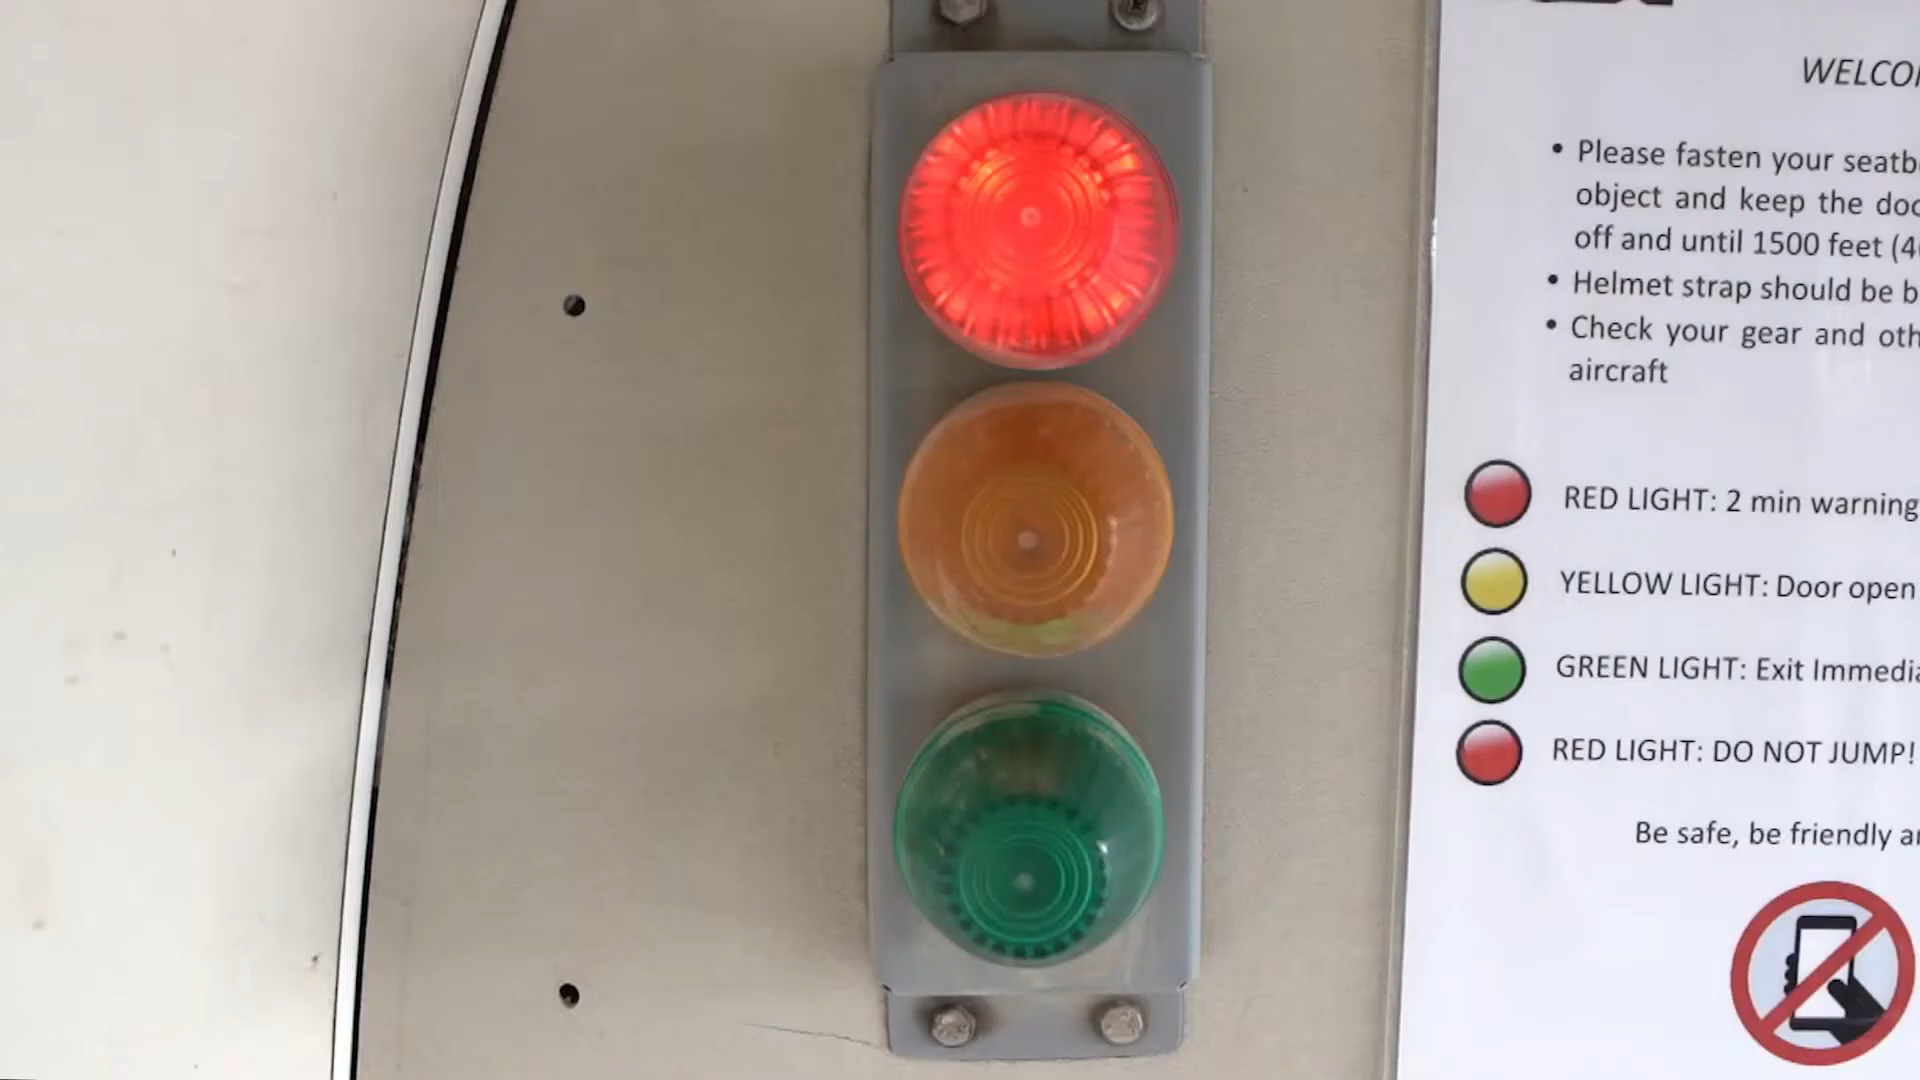 WELCO
• Please fasten your seatb
object and keep the doo
off and until 1500 feet (4
• Helmet strap should be b
• Check your gear and oth
aircraft
RED LIGHT: 2 min warning
YELLOW LIGHT: Door open
GREEN LIGHT: Exit Immedia
RED LIGHT: DO NOT JUMP!
Be safe, be friendly a